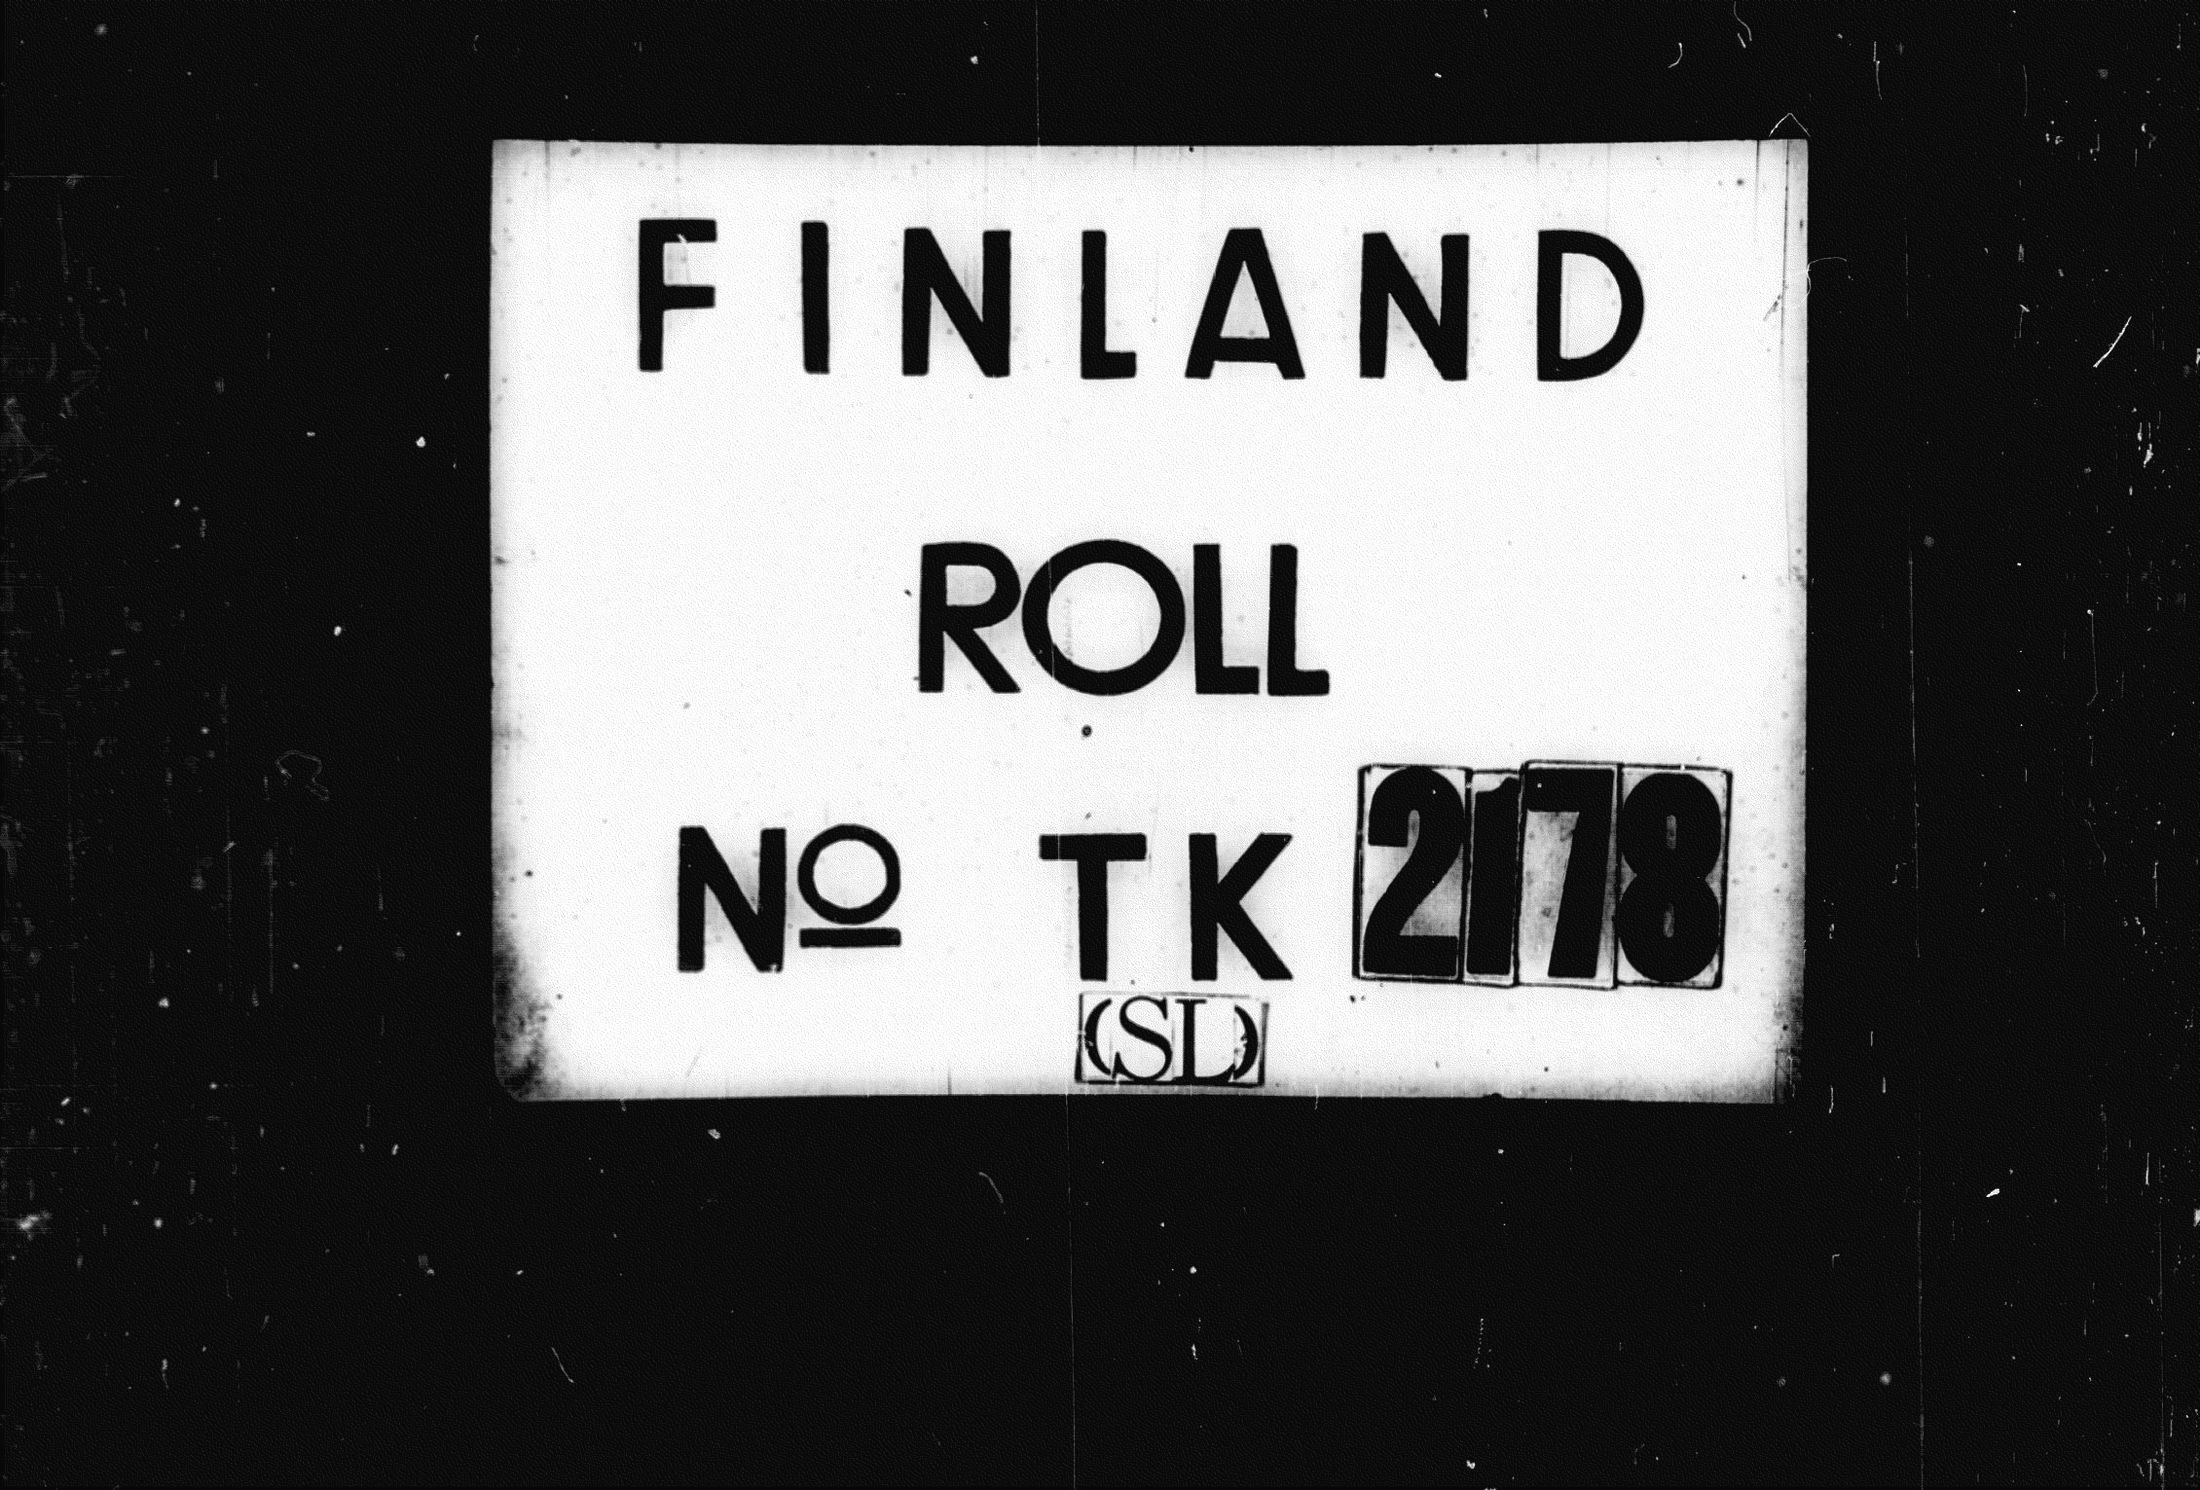 FINLAND
ROLL
Nº TK 2178
(SL)